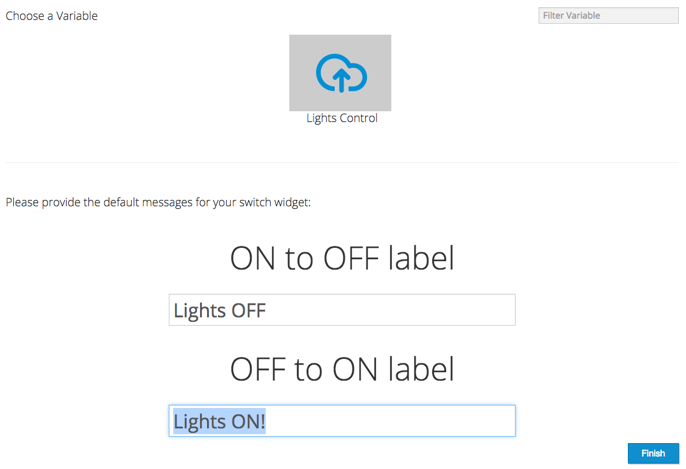 Choose a Variable
Filter Variable
Lights Control
Please provide the default messages for your switch widget:
ON to OFF label
Lights OFF
OFF to ON label
Lights ON!
Finish